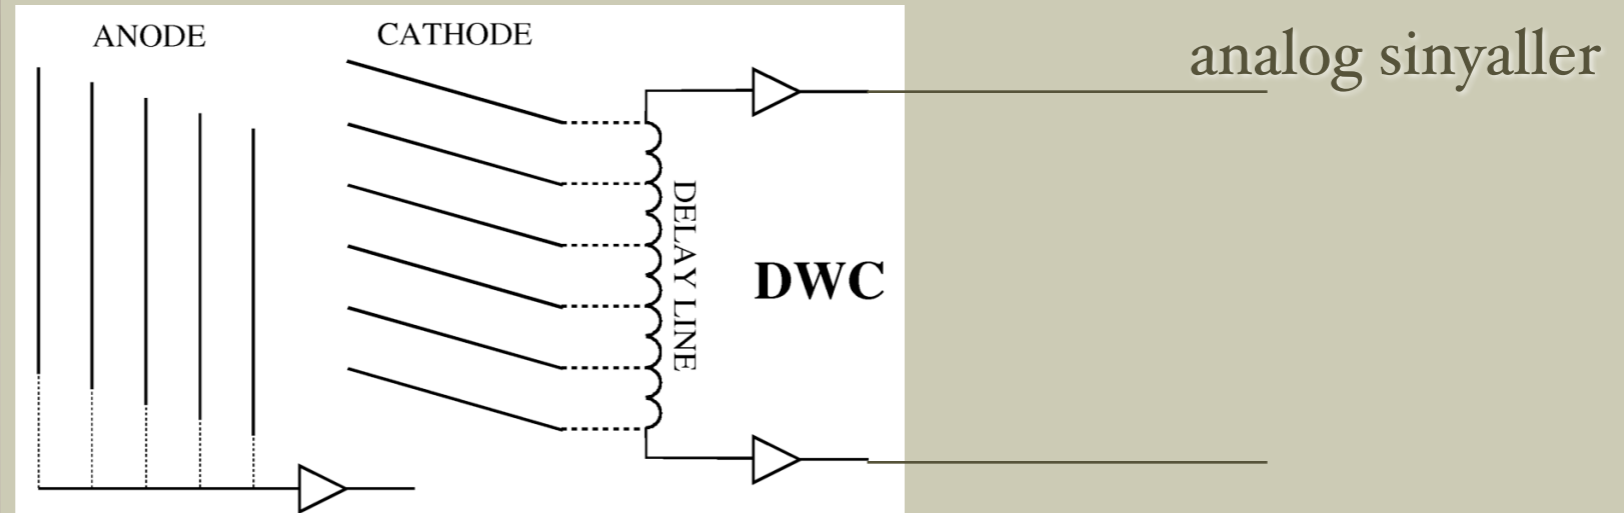 ANODE
CATHODE
analog sinyaller
DELAY LINE
DWC